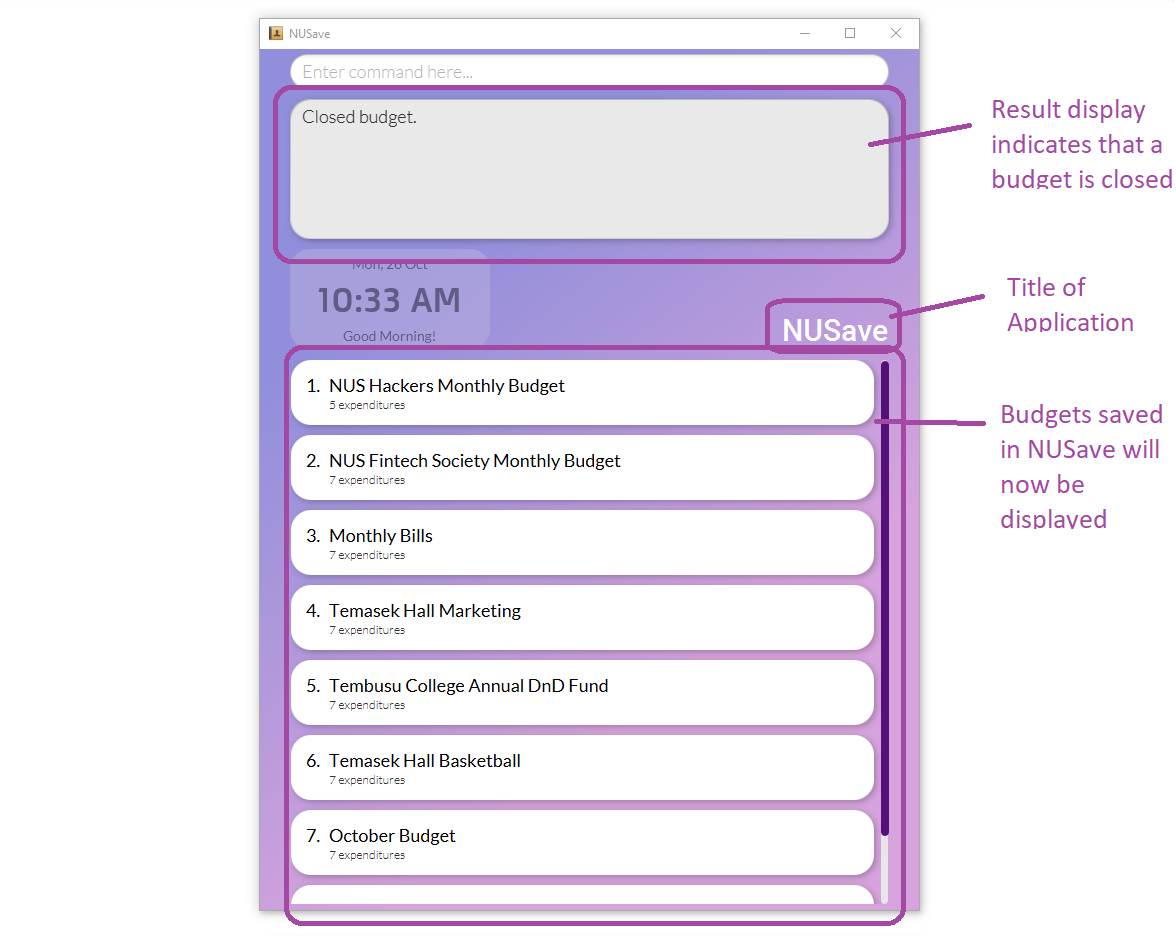 NUSave
Enter command here...
Closed budget.
Result display
indicates that a
budget is closed
Mon, 26 Oct
10:33 AM
Good Morning!
NUSave
Title of
Application
1. NUS Hackers Monthly Budget
5 expenditures
Budgets saved
in NUSave will
now be
displayed
2. NUS Fintech Society Monthly Budget
7 expenditures
3. Monthly Bills
7 expenditures
4. Temasek Hall Marketing
7 expenditures
5. Tembusu College Annual DnD Fund
7 expenditures
6. Temasek Hall Basketball
7 expenditures
7. October Budget
7 expenditures